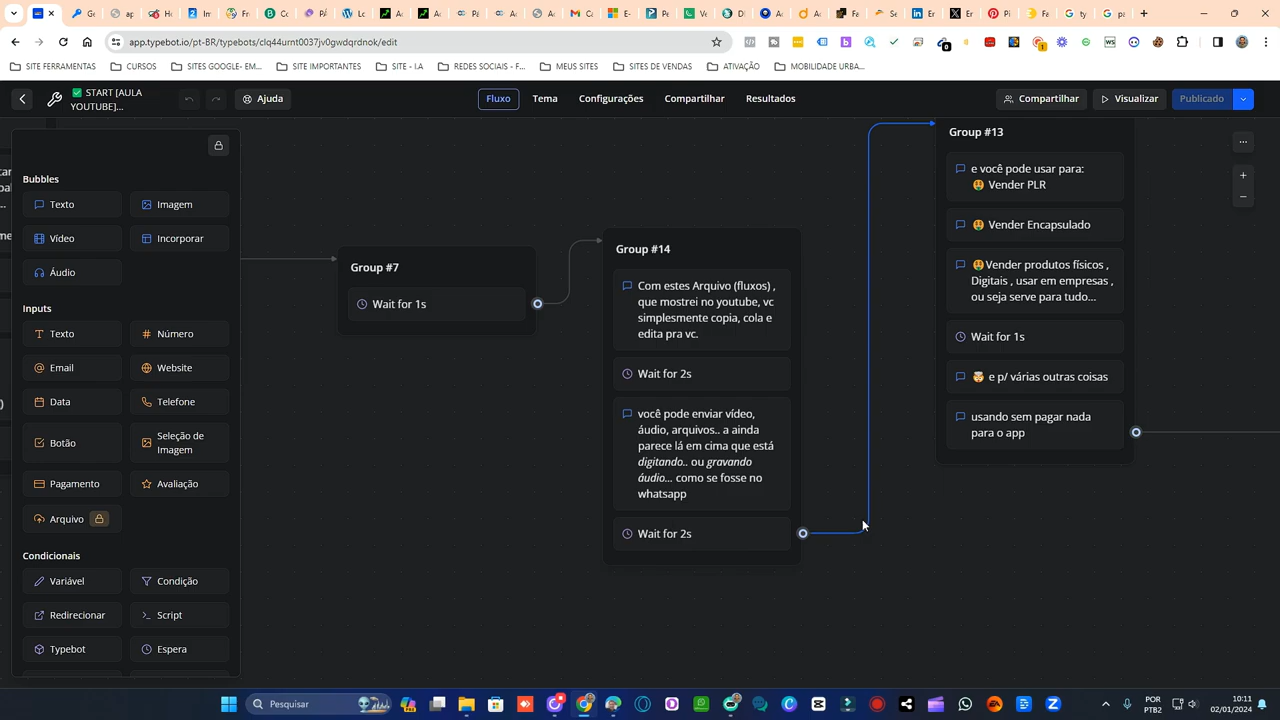 app.typebot.io/pt-BR/typebots/clq44urnt0037jv0gwdqrdnok/edit
SITE FERRAMENTAS
CURSOS
SITES GOOGLE-EM...
SITE IMPORTANTES
SITE - I.A
REDES SOCIAIS - F...
MEUS SITES
SITES DE VENDAS
ATIVAÇÃO
MOBILIDADE URBA...
START [AULA
YOUTUBE]...
Ajuda
Fluxo
Tema
Configurações
Compartilhar
Resultados
Compartilhar
Visualizar
Publicado
Bubbles
Texto
Imagem
Vídeo
Incorporar
Áudio
Inputs
Texto
Número
Email
Website
Data
Telefone
Botão
Seleção de
Imagem
Pagamento
Avaliação
Arquivo
Condicionais
Variável
Condição
Redirecionar
Script
Typebot
Espera
Group #7
Wait for 1s
Group #14
Com estes Arquivo (fluxos) ,
que mostrei no youtube, vc
simplesmente copia, cola e
edita pra vc.
Wait for 2s
você pode enviar vídeo,
áudio, arquivos.. a ainda
parece lá em cima que está
digitando.. ou gravando
áudio... como se fosse no
whatsapp
Wait for 2s
Group #13
e você pode usar para:
🤑 Vender PLR
🤑 Vender Encapsulado
🤑Vender produtos físicos ,
Digitais , usar em empresas ,
ou seja serve para tudo...
Wait for 1s
🤯 e p/ várias outras coisas
usando sem pagar nada
para o app
Pesquisar
POR
PTB2
10:11
02/01/2024